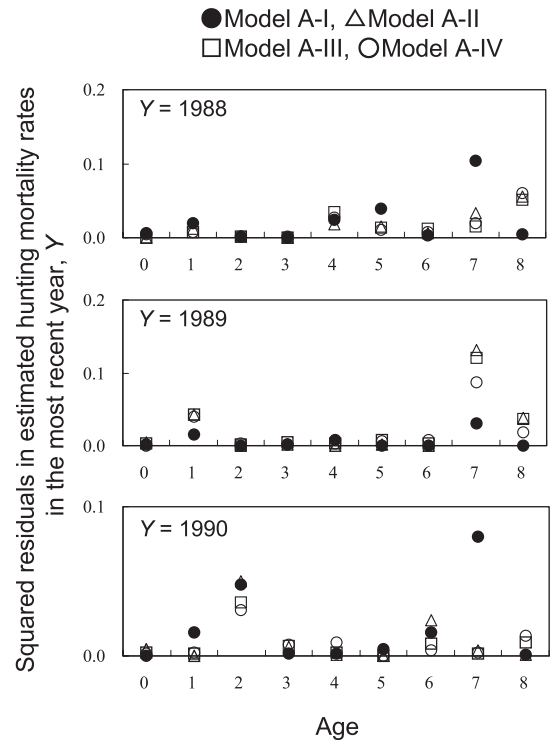 ●Model A-I, △Model A-II
□Model A-III, ○Model A-IV
Squared residuals in estimated hunting mortality rates
in the most recent year, Y
Y = 1988
0.2
0.1
0.0
0 1 2 3 4 5 6 7 8
Y = 1989
0.2
0.1
0.0
0 1 2 3 4 5 6 7 8
Y = 1990
0.1
0.0
0 1 2 3 4 5 6 7 8
Age